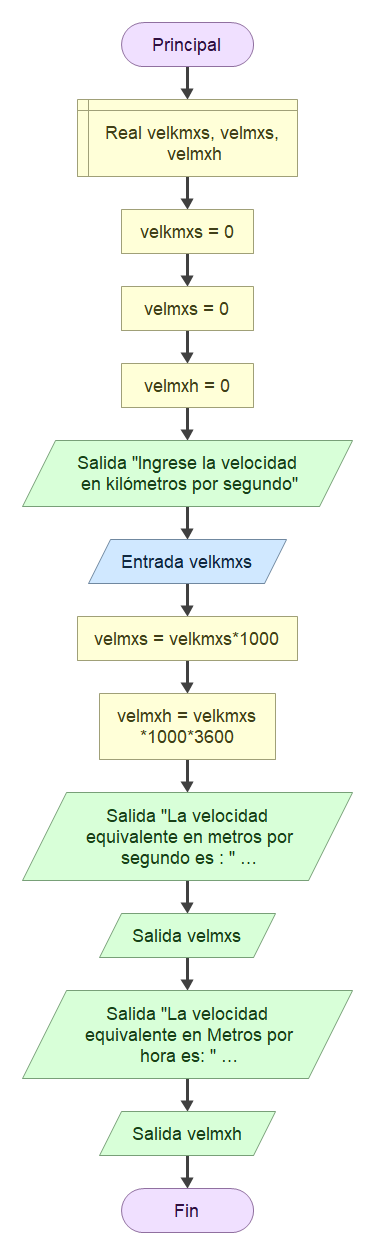 Principal
Real velkmxs, velmxs,
velmxh
velkmxs = 0
velmxs = 0
velmxh = 0
Salida "Ingrese la velocidad
en kilómetros por segundo"
Entrada velkmxs
velmxs = velkmxs*1000
velmxh = velkmxs
*1000*3600
Salida "La velocidad
equivalente en metros por
segundo es : " ...
Salida velmxs
Salida "La velocidad
equivalente en Metros por
hora es: " ...
Salida velmxh
Fin